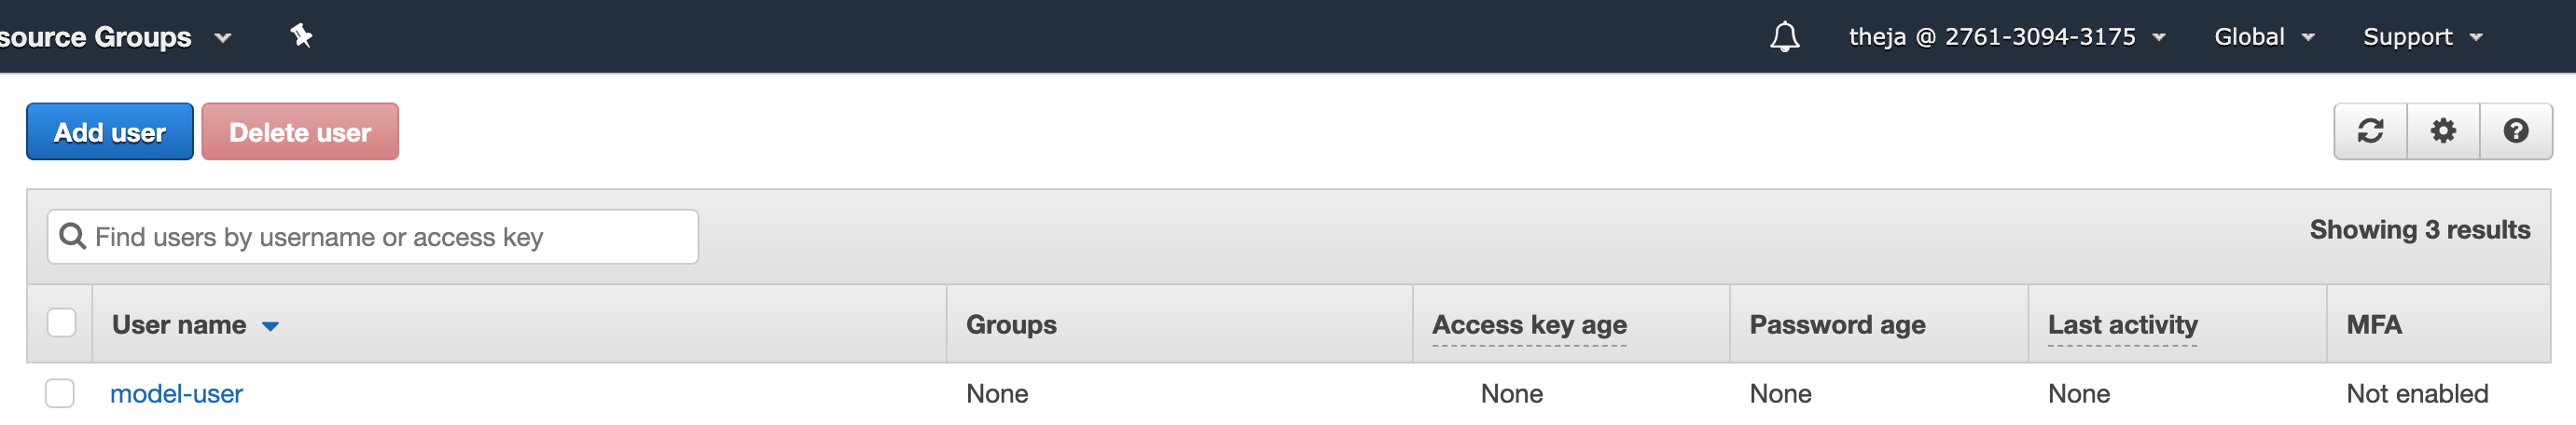 source Groups theja @ 2761-3094-3175 Global Support
Add user Delete user
Find users by username or access key Showing 3 results
User name Groups Access key age Password age Last activity MFA
model-user None None None None Not enabled